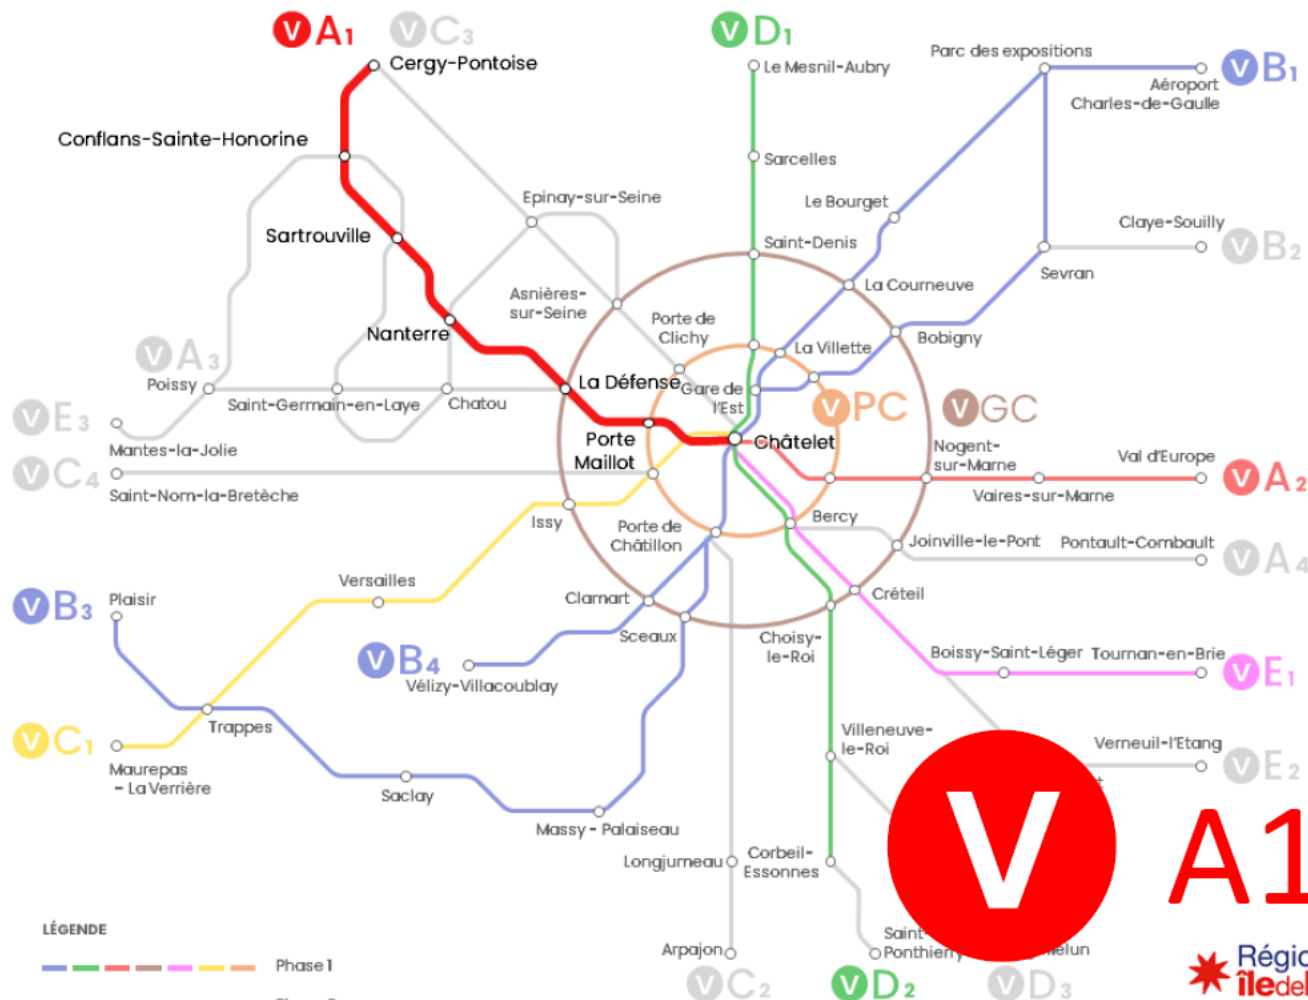 V A1
V C3
Cergy-Pontoise
V D1
Le Mesnil-Aubry
Parc des expositions
V B1
Aéroport
Charles-de-Gaulle
Conflans-Sainte-Honorine
Sarcelles
Epinay-sur-Seine
Le Bourget
Claye-Souilly
V B2
Sartrouville
Saint-Denis
Sevran
La Courneuve
Asnières-
sur-Seine
Porte de
Clichy
Nanterre
La Villette
Bobigny
V A3
Poissy
La Défense
Gare de
l'Est
Saint-Germain-en-Laye
Chatou
V PC
V GC
V E3
Mantes-la-Jolie
Porte
Maillot
Châtelet
Nogent-
sur-Marne
Val d'Europe
V C4
Saint-Nom-la-Bretèche
Vaires-sur-Marne
V A2
Issy
Porte de
Châtillon
Bercy
Joinville-le-Pont
Pontault-Combault
V A4
Versailles
V B3
Plaisir
Clamart
Créteil
Sceaux
Choisy-
le-Roi
V B4
Vélizy-Villacoublay
Boissy-Saint-Léger
Tournan-en-Brie
V E1
Trappes
V C1
Maurepas
- La Verrière
Villeneuve-
le-Roi
Verneuil-l'Etang
V E2
t
Saclay
Massy - Palaiseau
V A1
Longjumeau
Corbeil-
Essonnes
LÉGENDE
Phase 1
Arpajon
Saint-
Ponthierry
Melun
V C2
V D2
V D3
Régio
îledel